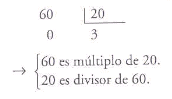 60 20
0 3
→ 60 es múltiplo de 20.
20 es divisor de 60.